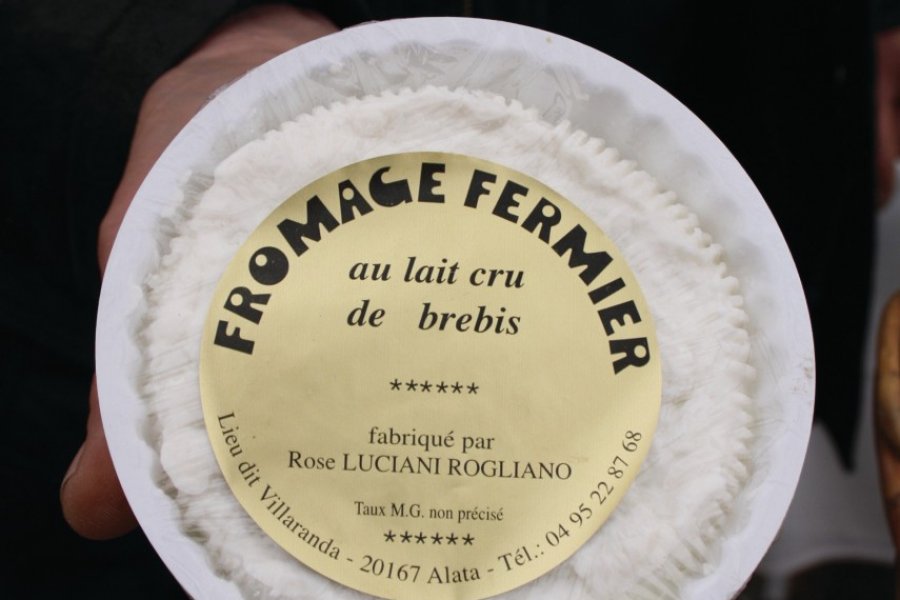 FROMAGE FERMIER
au lait cru
de brebis
******
fabriqué par
Rose LUCIANI ROGLIANO
Taux M.G. non précisé
******
Lieu dit Villaranda - 20167 Alata - Tél.: 04 95 22 87 68